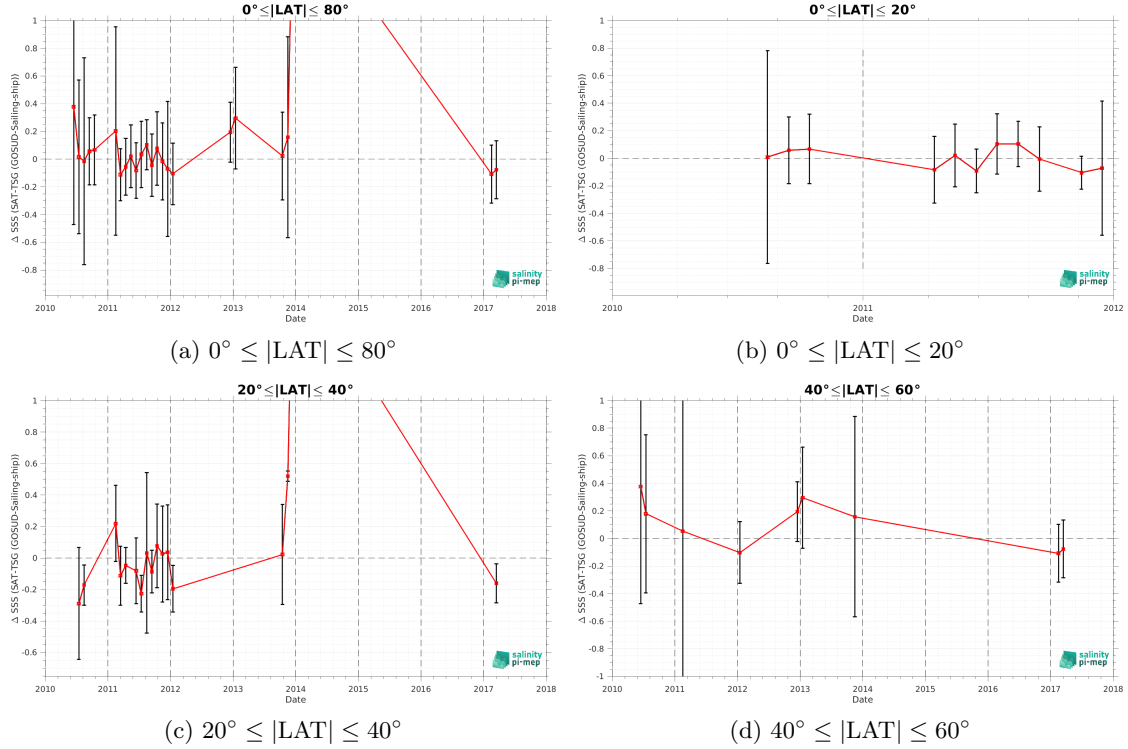 0°≤|LAT|≤ 80°
1
0.8
0.6
0.4
0.2
0
-0.2
-0.4
-0.6
-0.8
Δ SSS (SAT-TSG (GOSUD-Sailing-ship))
2010 2011 2012 2013 2014 2015 2016 2017 2018
Date
salinity
pi-mep
(a) 0° ≤ |LAT| ≤ 80°
0°≤|LAT|≤ 20°
1
0.8
0.6
0.4
0.2
0
-0.2
-0.4
-0.6
-0.8
Δ SSS (SAT-TSG (GOSUD-Sailing-ship))
2010 2011 2012
Date
salinity
pi-mep
(b) 0° ≤ |LAT| ≤ 20°
20°≤|LAT|≤ 40°
1
0.8
0.6
0.4
0.2
0
-0.2
-0.4
-0.6
Δ SSS (SAT-TSG (GOSUD-Sailing-ship))
2010 2011 2012 2013 2014 2015 2016 2017 2018
Date
salinity
pi-mep
(c) 20° ≤ |LAT| ≤ 40°
40°≤|LAT|≤ 60°
1
0.8
0.6
0.4
0.2
0
-0.2
-0.4
-0.6
-0.8
-1
Δ SSS (SAT-TSG (GOSUD-Sailing-ship))
2010 2011 2012 2013 2014 2015 2016 2017 2018
Date
salinity
pi-mep
(d) 40° ≤ |LAT| ≤ 60°